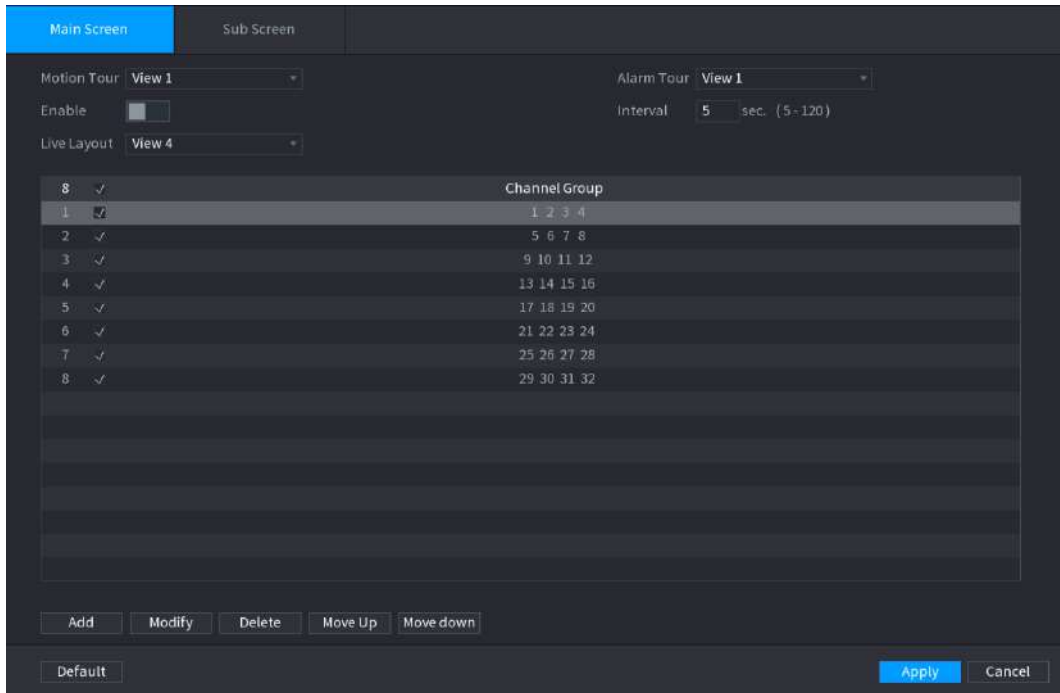 Main Screen Sub Screen
Motion Tour View 1 Alarm Tour View 1
Enable Interval 5 sec. (5-120)
Live Layout View 4
8 Channel Group
1 1 2 3 4
2 5 6 7 8
3 9 10 11 12
4 13 14 15 16
5 17 18 19 20
6 21 22 23 24
7 25 26 27 28
8 29 30 31 32
Add Modify Delete Move Up Move down
Default Apply Cancel